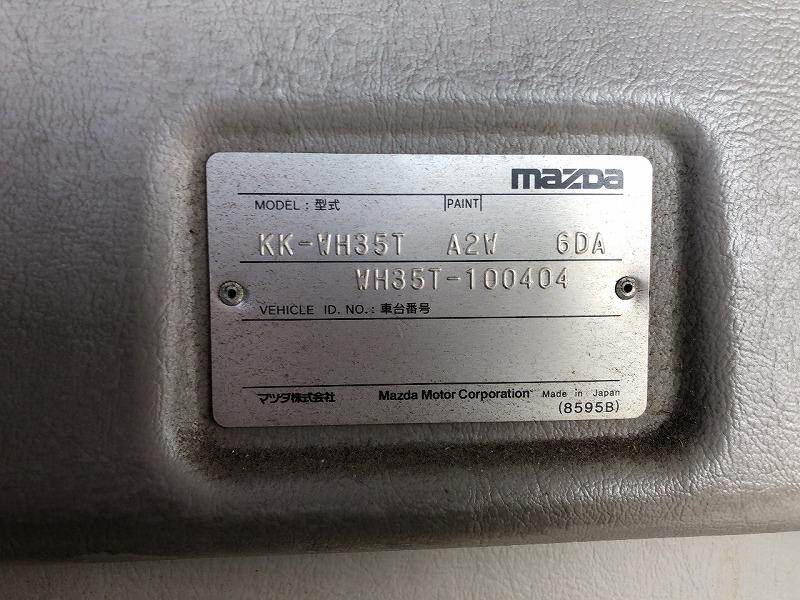 mazDa
MODEL : 型式 PAINT
KK-WH35T A2W 6DA
WH35T-100404
VEHICLE ID. NO. : 車台番号
マツダ株式会社 Mazda Motor Corporation Made in Japan
(8595B)